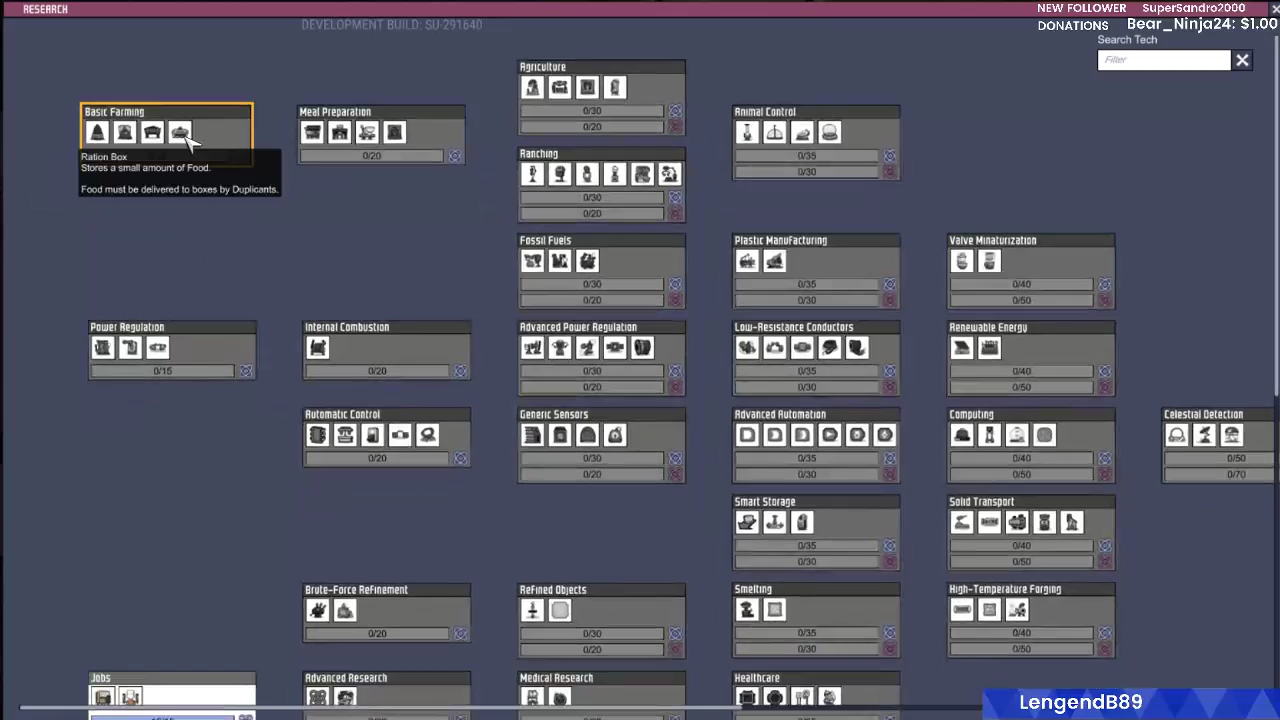 RESEARCH
DEVELOPMENT BUILD: SU-291640
NEW FOLLOWER SuperSandro2000
DONATIONS Bear_Ninja24: $1.00
Search Tech
Filter
Basic Farming
Ration Box
Stores a small amount of Food.
Food must be delivered to boxes by Duplicants.
Meal Preparation
0/20
Agriculture
0/30
0/20
Animal Control
0/35
0/30
Ranching
0/30
0/20
Fossil Fuels
0/30
0/20
Plastic Manufacturing
0/35
0/30
Valve Minaturization
0/40
0/50
Power Regulation
0/15
Internal Combustion
0/20
Advanced Power Regulation
0/30
0/20
Low-Resistance Conductors
0/35
0/30
Renewable Energy
0/40
0/50
Automatic Control
0/20
Generic Sensors
0/30
0/20
Advanced Automation
0/35
0/30
Computing
0/40
0/50
Celestial Detection
0/50
0/70
Smart Storage
0/35
0/30
Solid Transport
0/40
0/50
Brute-Force Refinement
0/20
Refined Objects
0/30
0/20
Smelting
0/35
0/30
High-Temperature Forging
0/40
0/50
Jobs
Advanced Research
Medical Research
Healthcare
LengendB89